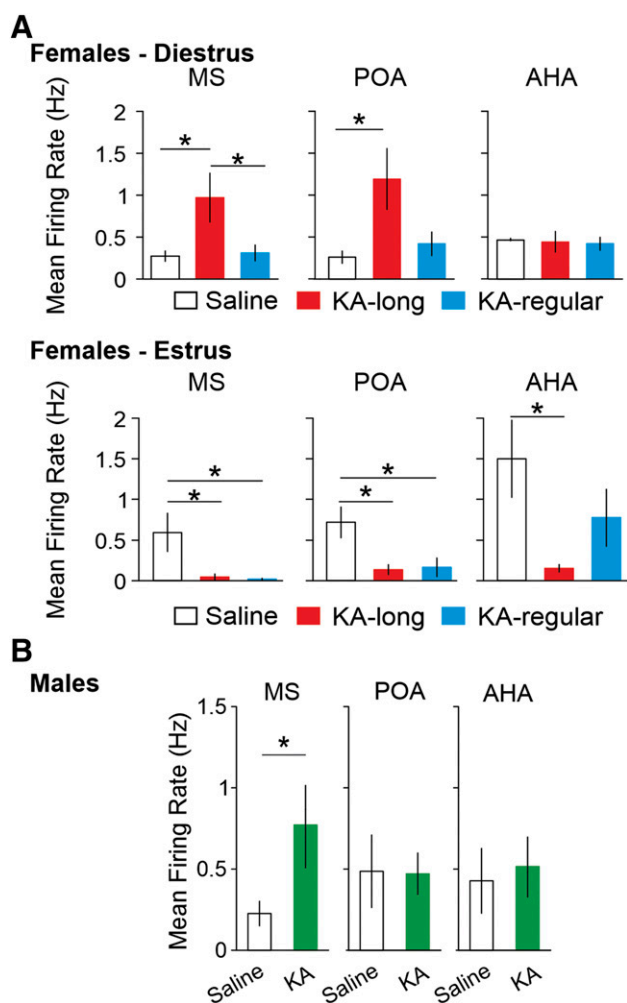 A
Females - Diestrus
MS POA AHA
Mean Firing Rate (Hz)
2
1.5
1
0.5
0
* * *
Saline KA-long KA-regular
Females - Estrus
MS POA AHA
Mean Firing Rate (Hz)
2
1.5
1
0.5
0
* * * * *
Saline KA-long KA-regular
B
Males
MS POA AHA
Mean Firing Rate (Hz)
1.5
1
0.5
0
*
Saline KA Saline KA Saline KA